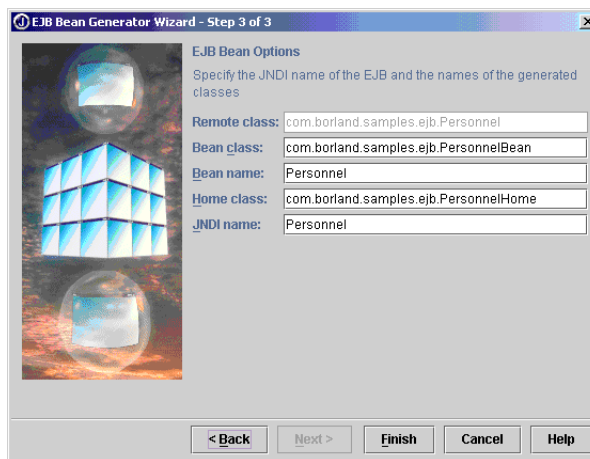 EJB Bean Generator Wizard - Step 3 of 3
EJB Bean Options
Specify the JNDI name of the EJB and the names of the generated
classes
Remote class: com.borland.samples.ejb.Personnel
Bean class: com.borland.samples.ejb.PersonnelBean
Bean name: Personnel
Home class: com.borland.samples.ejb.PersonnelHome
JNDI name: Personnel
< Back Next > Finish Cancel Help